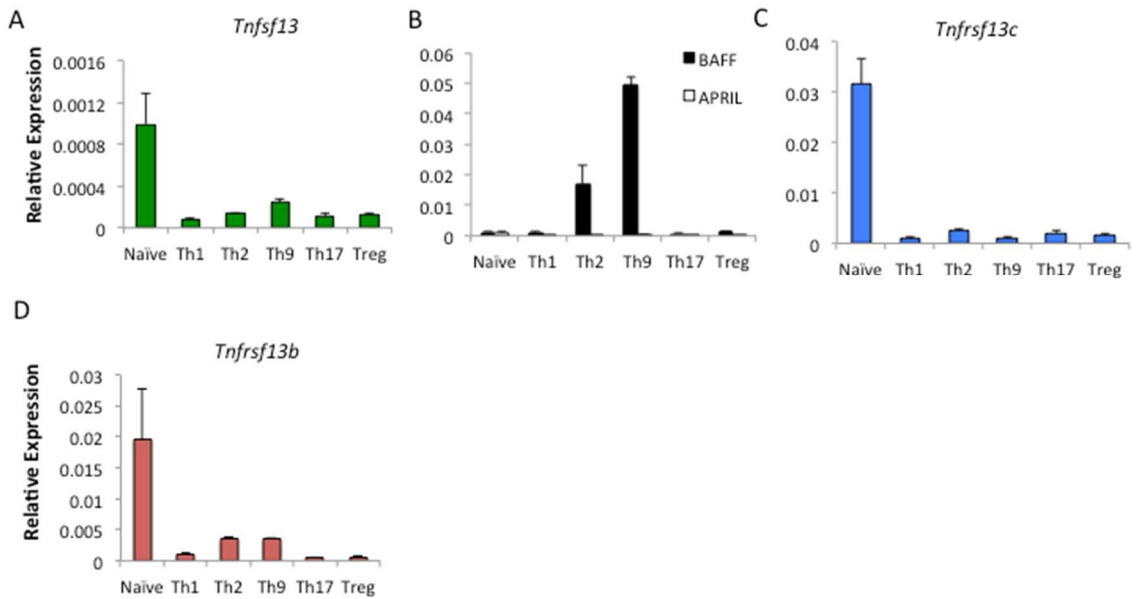 A
Tnfsf13
Relative Expression
0.0016
0.0012
0.0008
0.0004
0
Naïve Th1 Th2 Th9 Th17 Treg
B
0.06
0.05
0.04
0.03
0.02
0.01
0
BAFF
APRIL
Naïve Th1 Th2 Th9 Th17 Treg
C
Tnfrsf13c
0.04
0.03
0.02
0.01
0
Naïve Th1 Th2 Th9 Th17 Treg
D
Tnfrsf13b
Relative Expression
0.03
0.025
0.02
0.015
0.01
0.005
0
Naïve Th1 Th2 Th9 Th17 Treg